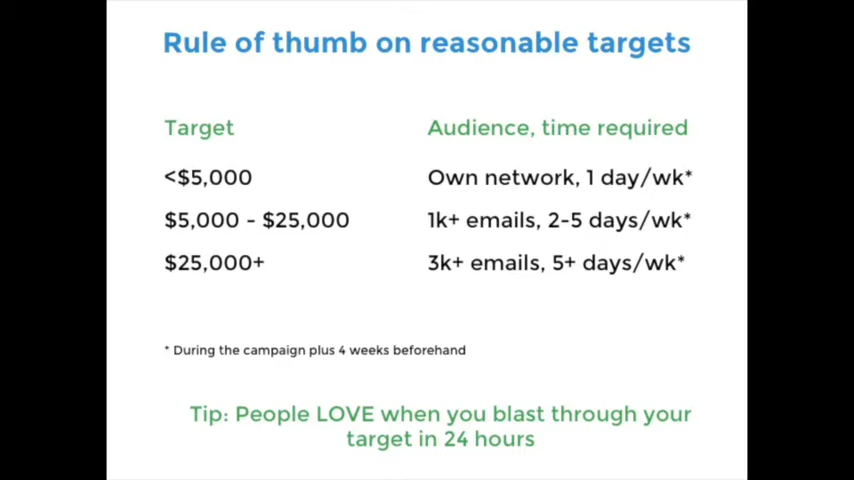 Rule of thumb on reasonable targets
Target Audience, time required
<$5,000 Own network, 1 day/wk*
$5,000 - $25,000 1k+ emails, 2-5 days/wk*
$25,000+ 3k+ emails, 5+ days/wk*
* During the campaign plus 4 weeks beforehand
Tip: People LOVE when you blast through your
target in 24 hours